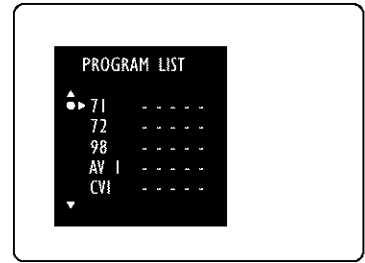 PROGRAM LIST
71 - - - - -
72 - - - - -
98 - - - - -
AV 1 - - - - -
CVI - - - - -